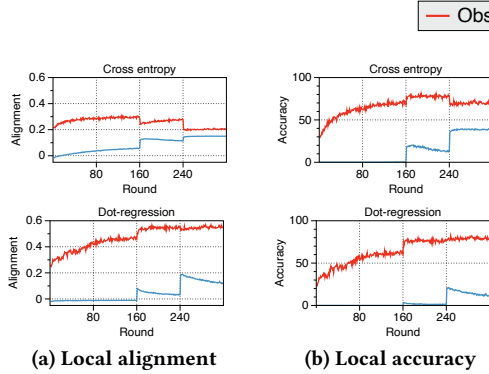 Obs
Cross entropy
Alignment
0.6
0.4
0.2
0
80
160
240
Round
Cross entropy
Accuracy
100
50
0
80
160
240
Round
Dot-regression
Alignment
0.6
0.4
0.2
0
80
160
240
Round
Dot-regression
Accuracy
100
50
0
80
160
240
Round
(a) Local alignment
(b) Local accuracy